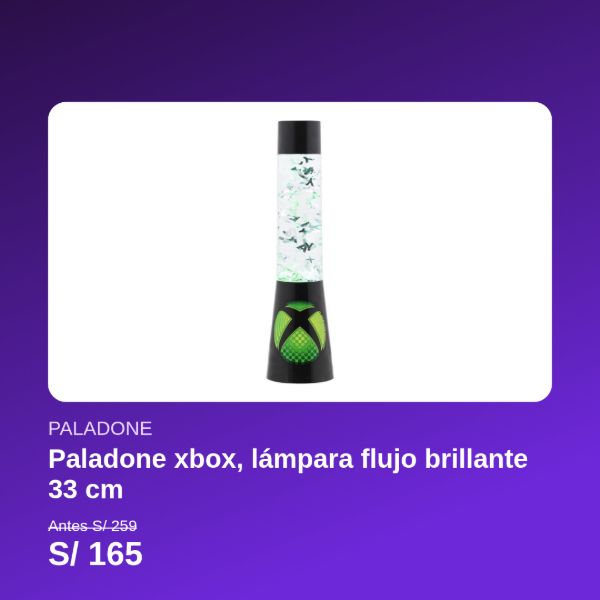 PALADONE
Paladone xbox, lámpara flujo brillante
33 cm
Antes S/ 259
S/ 165